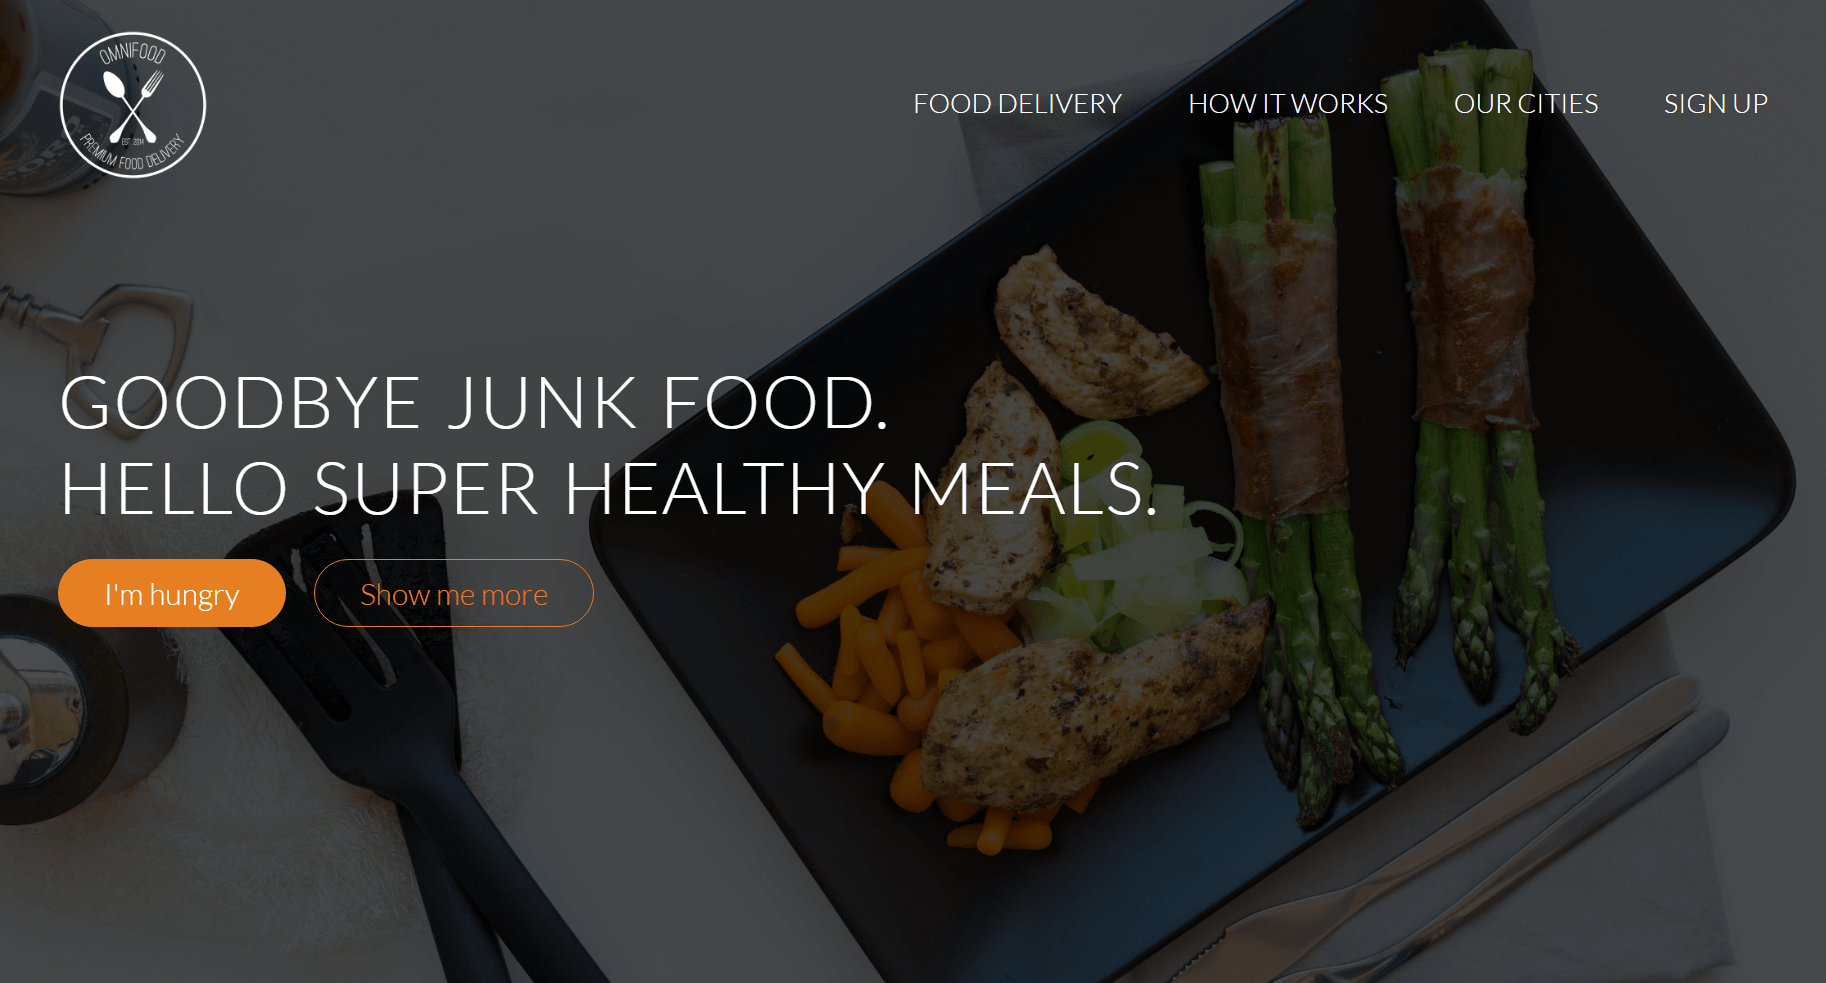 OMNIFOOD
EST. 2014
PREMIUM FOOD DELIVERY
FOOD DELIVERY
HOW IT WORKS
OUR CITIES
SIGN UP
GOODBYE JUNK FOOD.
HELLO SUPER HEALTHY MEALS.
I'm hungry
Show me more